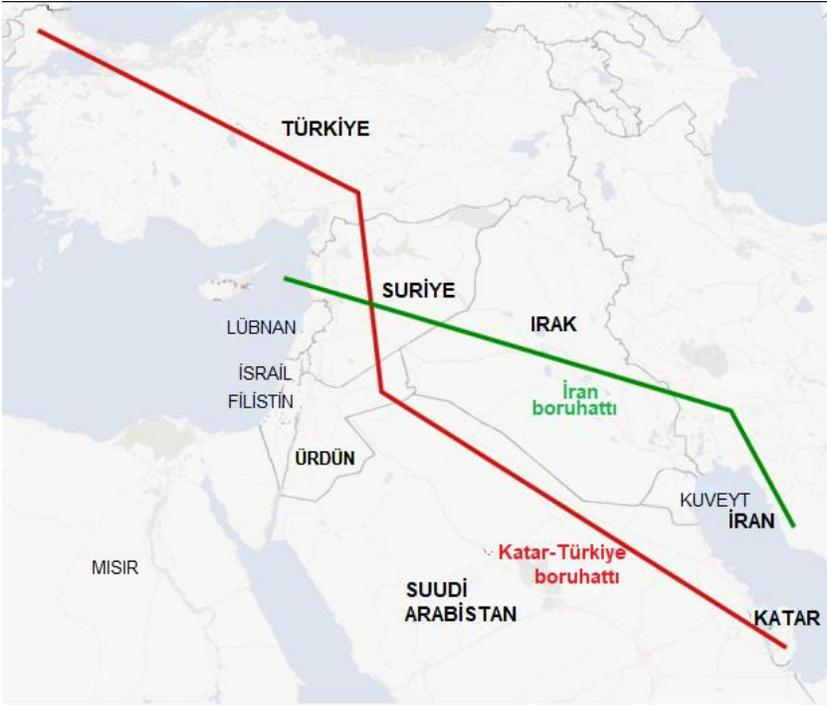 TÜRKİYE
SURİYE
LÜBNAN
IRAK
İSRAİL
FİLİSTİN
İran
boruhattı
ÜRDÜN
KUVEYT
İRAN
Katar-Türkiye
boruhattı
MISIR
SUUDİ
ARABİSTAN
KATAR